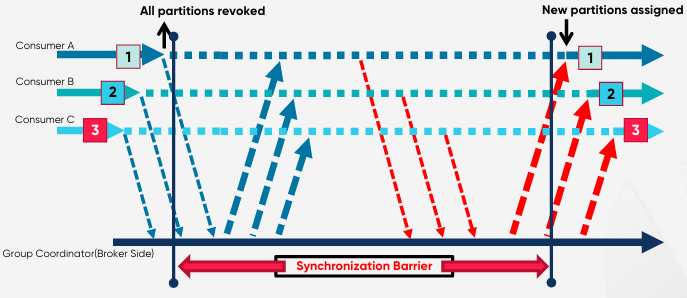 All partitions revoked
New partitions assigned
Consumer A
1
1
Consumer B
2
2
Consumer C
3
3
Group Coordinator(Broker Side)
Synchronization Barrier